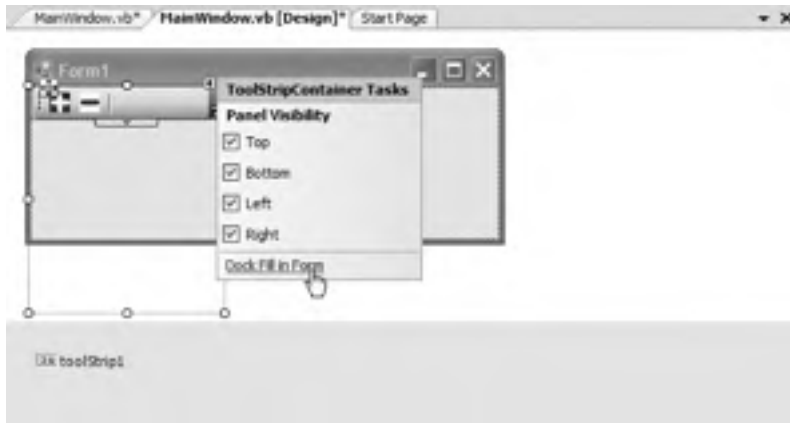 MainWindow.vb* MainWindow.vb [Design]* Start Page
Form1
ToolStripContainer Tasks
Panel Visibility
Top
Bottom
Left
Right
Dock Fill in Form
toolStrip1